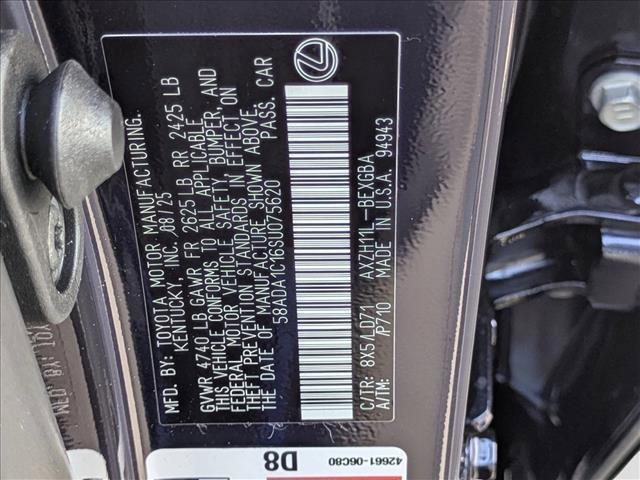 MFD. BY: TOYOTA MOTOR MANUFACTURING.
KENTUCKY, INC. /08/25
GVWR 4740 LB GAWR FR 2625 LB RR 2425 LB
THIS VEHICLE CONFORMS TO ALL APPLICABLE
FEDERAL MOTOR VEHICLE SAFETY, BUMPER, AND
THEFT PREVENTION STANDARDS IN EFFECT ON
THE DATE OF MANUFACTURE SHOWN ABOVE.
58ADA1C16SU075620 PASS. CAR
C/TR: 8X5/LD71 AXZH11L-BEXGBA
A/TM: /P710 MADE IN U.S.A. 94943
42661-06C80
D8